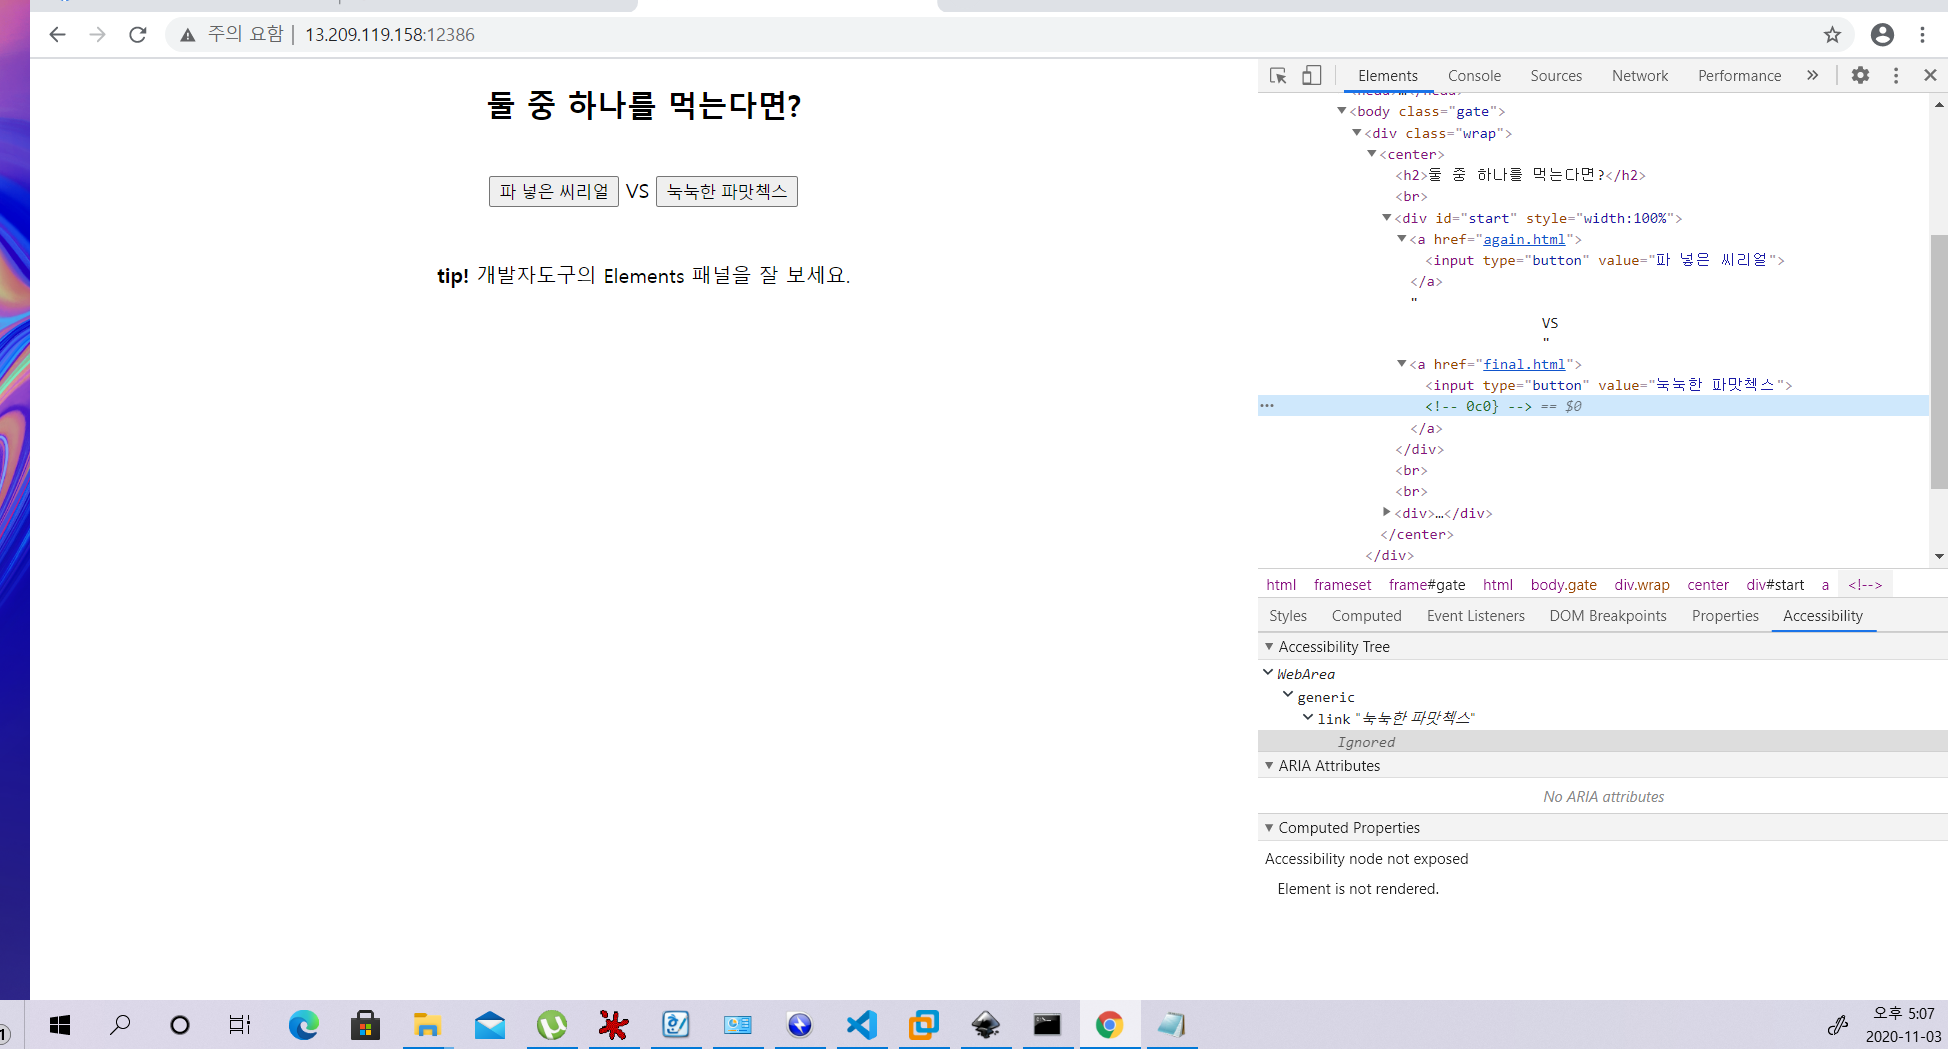 주의 요함 | 13.209.119.158:12386
둘 중 하나를 먹는다면?
파 넣은 씨리얼 VS 눅눅한 파맛첵스
tip! 개발자도구의 Elements 패널을 잘 보세요.
Elements Console Sources Network Performance »
<body class="gate">
<div class="wrap">
<center>
<h2>둘 중 하나를 먹는다면?</h2>
<br>
<div id="start" style="width:100%">
<a href="again.html">
<input type="button" value="파 넣은 씨리얼">
</a>
"
VS
"
<a href="final.html">
<input type="button" value="눅눅한 파맛첵스">
<!-- 0c0} --> == $0
</a>
</div>
<br>
<br>
<div>…</div>
</center>
</div>
html frameset frame#gate html body.gate div.wrap center div#start a <!-->
Styles Computed Event Listeners DOM Breakpoints Properties Accessibility
Accessibility Tree
WebArea
generic
link "눅눅한 파맛첵스"
Ignored
ARIA Attributes
No ARIA attributes
Computed Properties
Accessibility node not exposed
Element is not rendered.
오후 5:07
2020-11-03